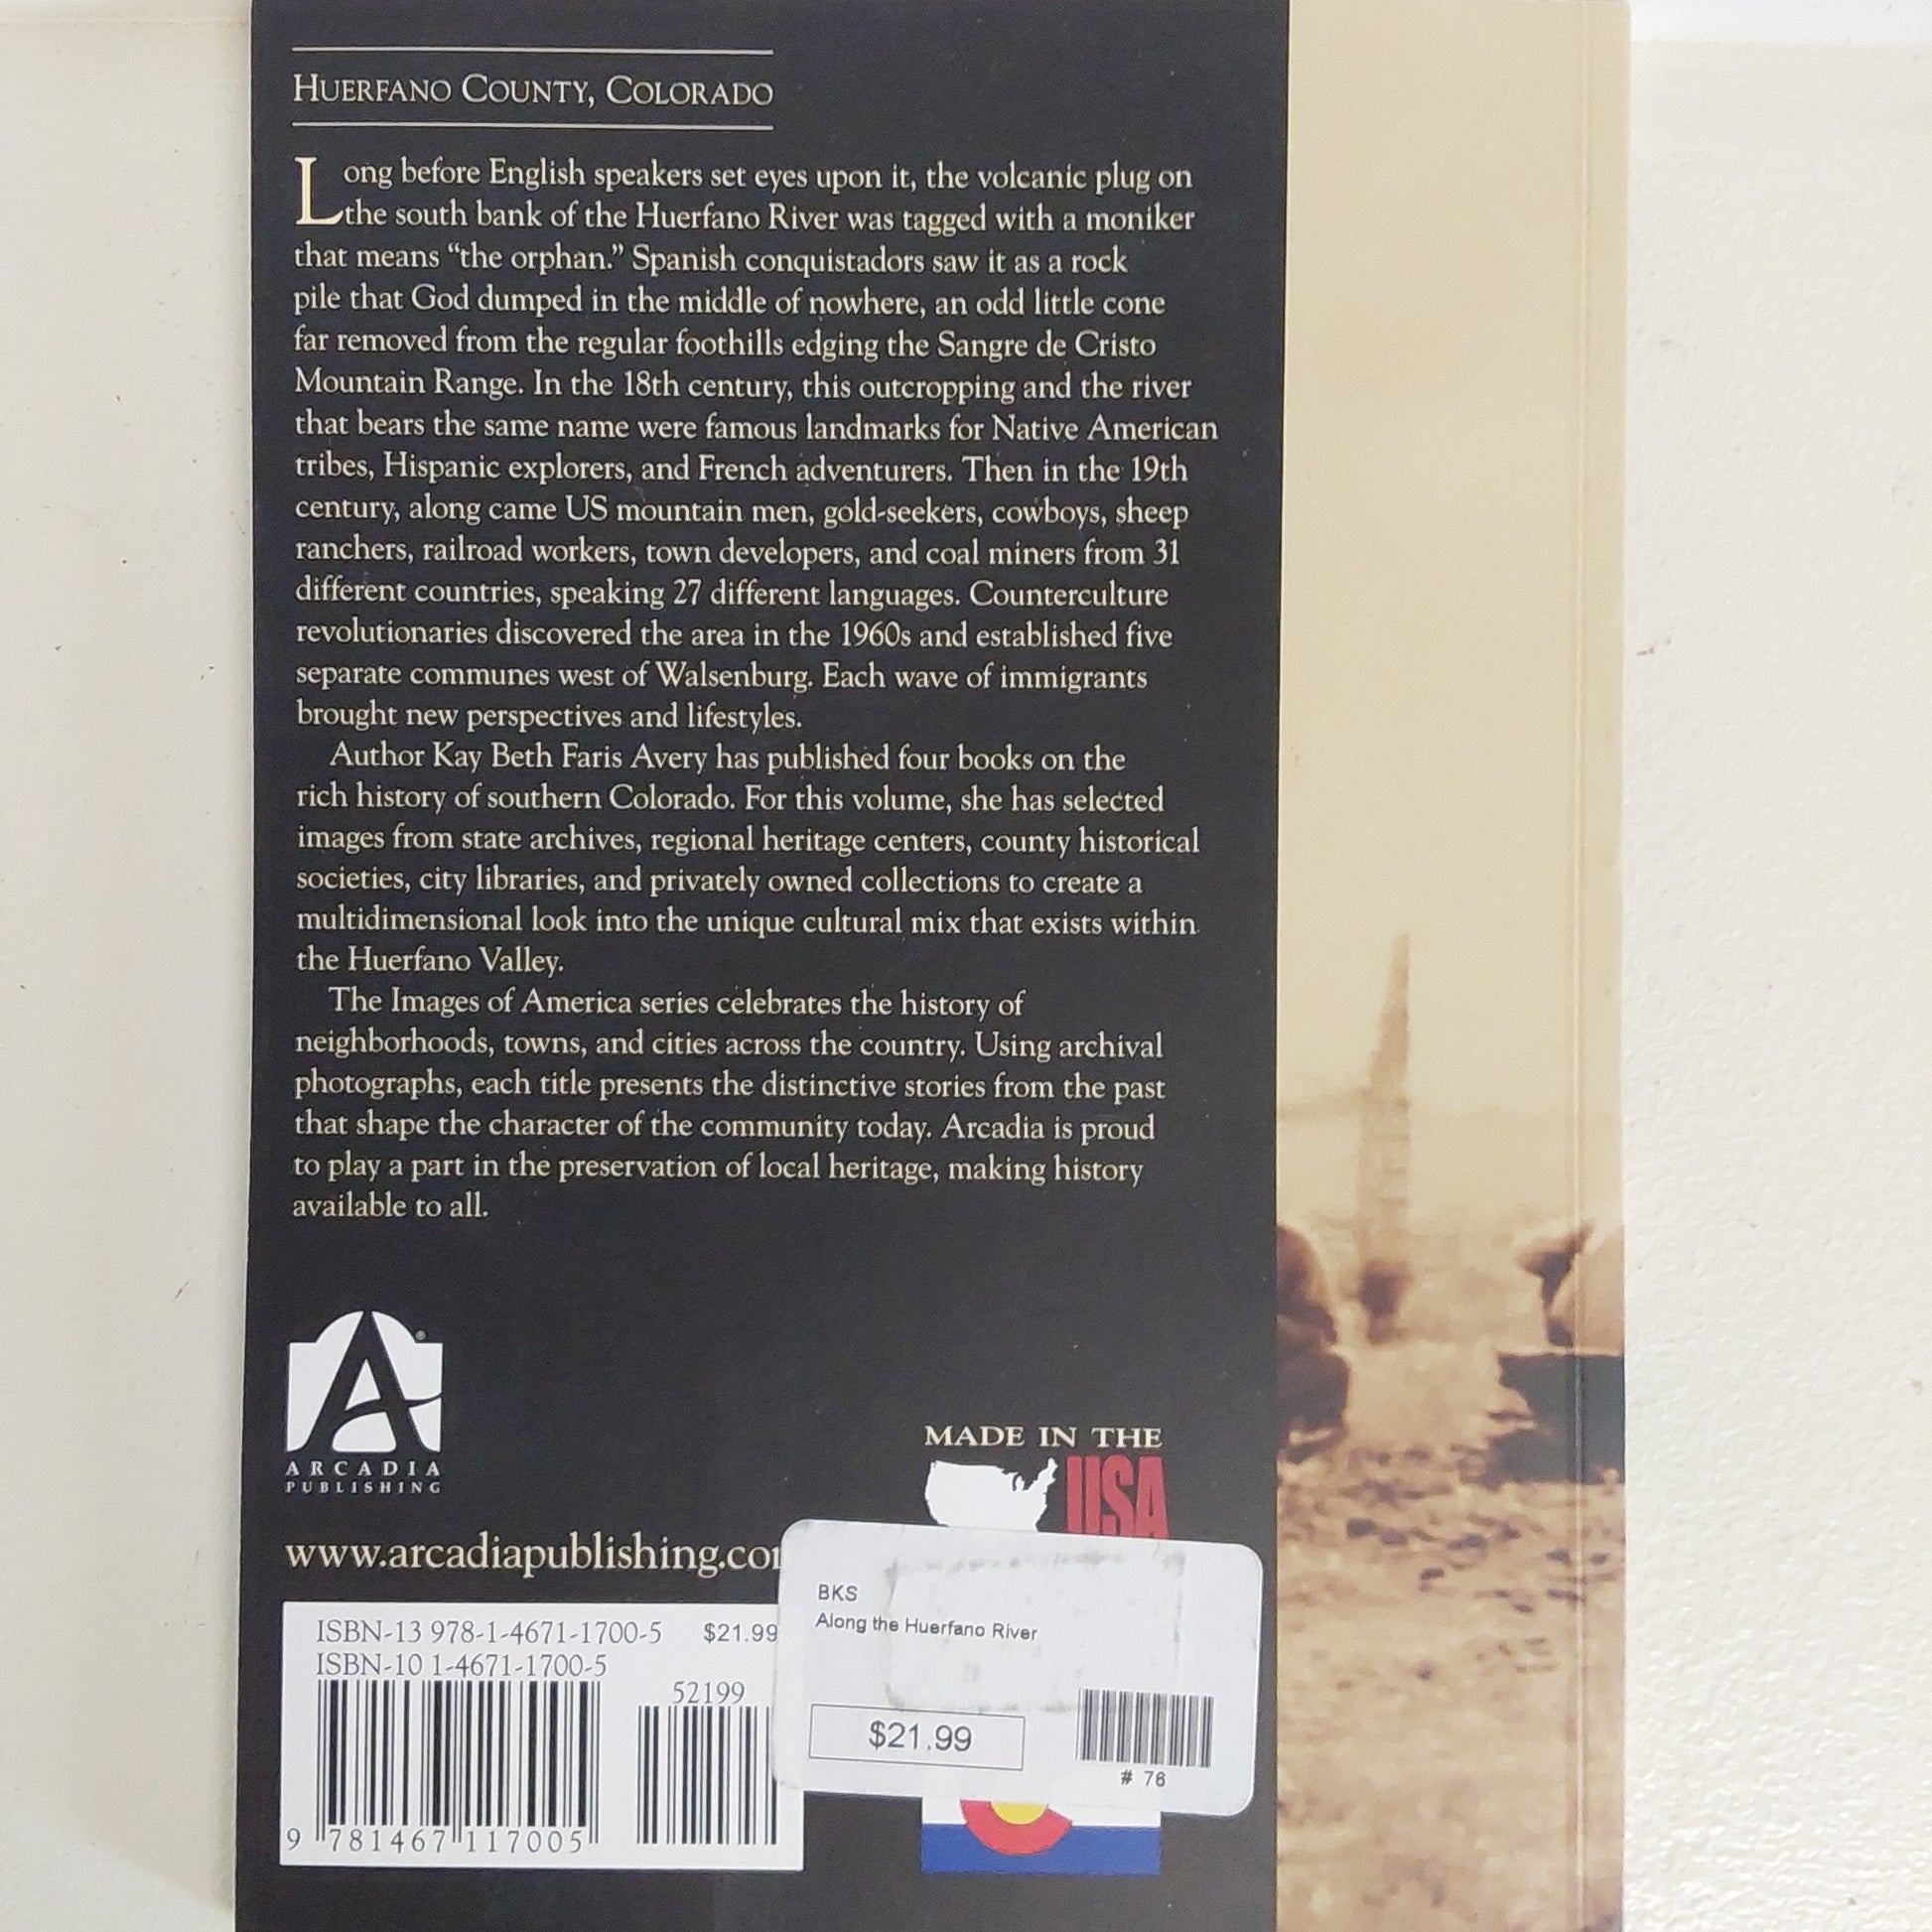 HUERFANO COUNTY, COLORADO
Long before English speakers set eyes upon it, the volcanic plug on
the south bank of the Huerfano River was tagged with a moniker
that means “the orphan.” Spanish conquistadors saw it as a rock
pile that God dumped in the middle of nowhere, an odd little cone
far removed from the regular foothills edging the Sangre de Cristo
Mountain Range. In the 18th century, this outcropping and the river
that bears the same name were famous landmarks for Native American
tribes, Hispanic explorers, and French adventurers. Then in the 19th
century, along came US mountain men, gold-seekers, cowboys, sheep
ranchers, railroad workers, town developers, and coal miners from 31
different countries, speaking 27 different languages. Counterculture
revolutionaries discovered the area in the 1960s and established five
separate communes west of Walsenburg. Each wave of immigrants
brought new perspectives and lifestyles.
Author Kay Beth Faris Avery has published four books on the
rich history of southern Colorado. For this volume, she has selected
images from state archives, regional heritage centers, county historical
societies, city libraries, and privately owned collections to create a
multidimensional look into the unique cultural mix that exists within
the Huerfano Valley.
The Images of America series celebrates the history of
neighborhoods, towns, and cities across the country. Using archival
photographs, each title presents the distinctive stories from the past
that shape the character of the community today. Arcadia is proud
to play a part in the preservation of local heritage, making history
available to all.
A®
ARCADIA
PUBLISHING
MADE IN THE
USA
www.arcadiapublishing.co
ISBN-13 978-1-4671-1700-5 $21.99
ISBN-10 1-4671-1700-5
52199
9 781467 117005
BKS
Along the Huerfano River
$21.99
# 76